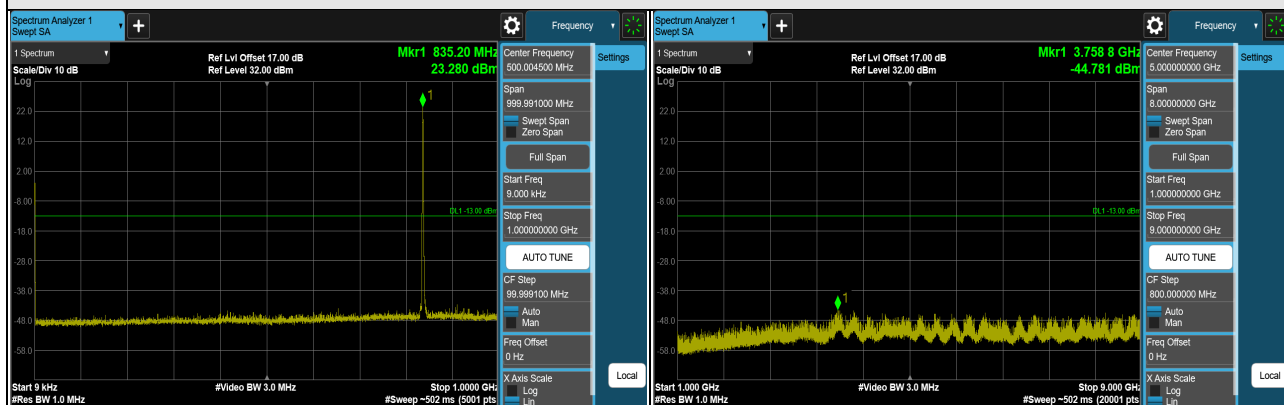 Spectrum Analyzer 1
Swept SA
+
Frequency
1 Spectrum
Scale/Div 10 dB
Log
Ref Lvl Offset 17.00 dB
Ref Level 32.00 dBm
Mkr1 835.20 MHz
23.280 dBm
1
22.0
12.0
2.00
-8.00
-18.0
-28.0
-38.0
-48.0
-58.0
DL1 -13.00 dBm
Start 9 kHz
#Res BW 1.0 MHz
#Video BW 3.0 MHz
Stop 1.0000 GHz
#Sweep ~502 ms (5001 pts
Center Frequency
500.004500 MHz
Settings
Span
999.991000 MHz
Swept Span
Zero Span
Full Span
Start Freq
9.000 kHz
Stop Freq
1.000000000 GHz
AUTO TUNE
CF Step
99.999100 MHz
Auto
Man
Freq Offset
0 Hz
X Axis Scale
Log
Lin
Local
Spectrum Analyzer 1
Swept SA
+
Frequency
1 Spectrum
Scale/Div 10 dB
Log
Ref Lvl Offset 17.00 dB
Ref Level 32.00 dBm
Mkr1 3.758 8 GHz
-44.781 dBm
1
22.0
12.0
2.00
-8.00
-18.0
-28.0
-38.0
-48.0
-58.0
DL1 -13.00 dBm
Start 1.000 GHz
#Res BW 1.0 MHz
#Video BW 3.0 MHz
Stop 9.000 GHz
#Sweep ~502 ms (20001 pts
Center Frequency
5.000000000 GHz
Settings
Span
8.00000000 GHz
Swept Span
Zero Span
Full Span
Start Freq
1.000000000 GHz
Stop Freq
9.000000000 GHz
AUTO TUNE
CF Step
800.000000 MHz
Auto
Man
Freq Offset
0 Hz
X Axis Scale
Log
Lin
Local